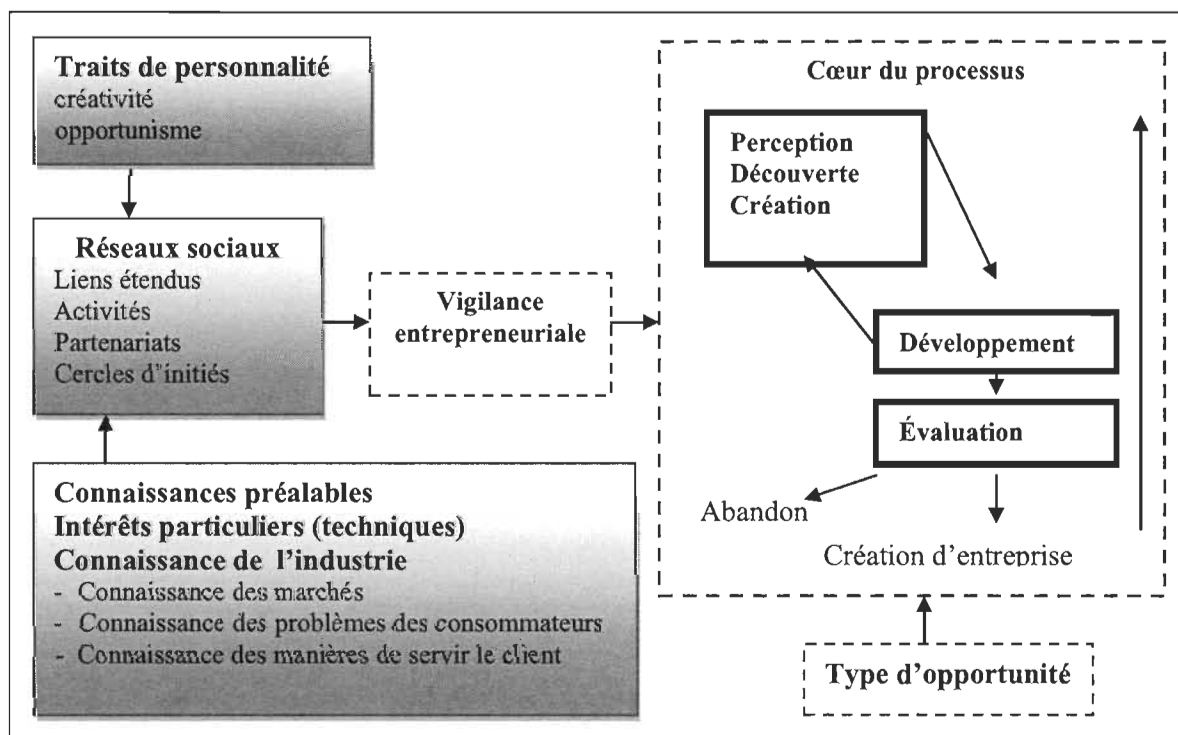 Traits de personnalité
créativité
opportunisme
Réseaux sociaux
Liens étendus
Activités
Partenariats
Cercles d'initiés
Connaissances préalables
Intérêts particuliers (techniques)
Connaissance de l'industrie
- Connaissance des marchés
- Connaissance des problèmes des consommateurs
- Connaissance des manières de servir le client
Vigilance
entrepreneuriale
Cœur du processus
Perception
Découverte
Création
Développement
Évaluation
Abandon
Création d'entreprise
Type d'opportunité